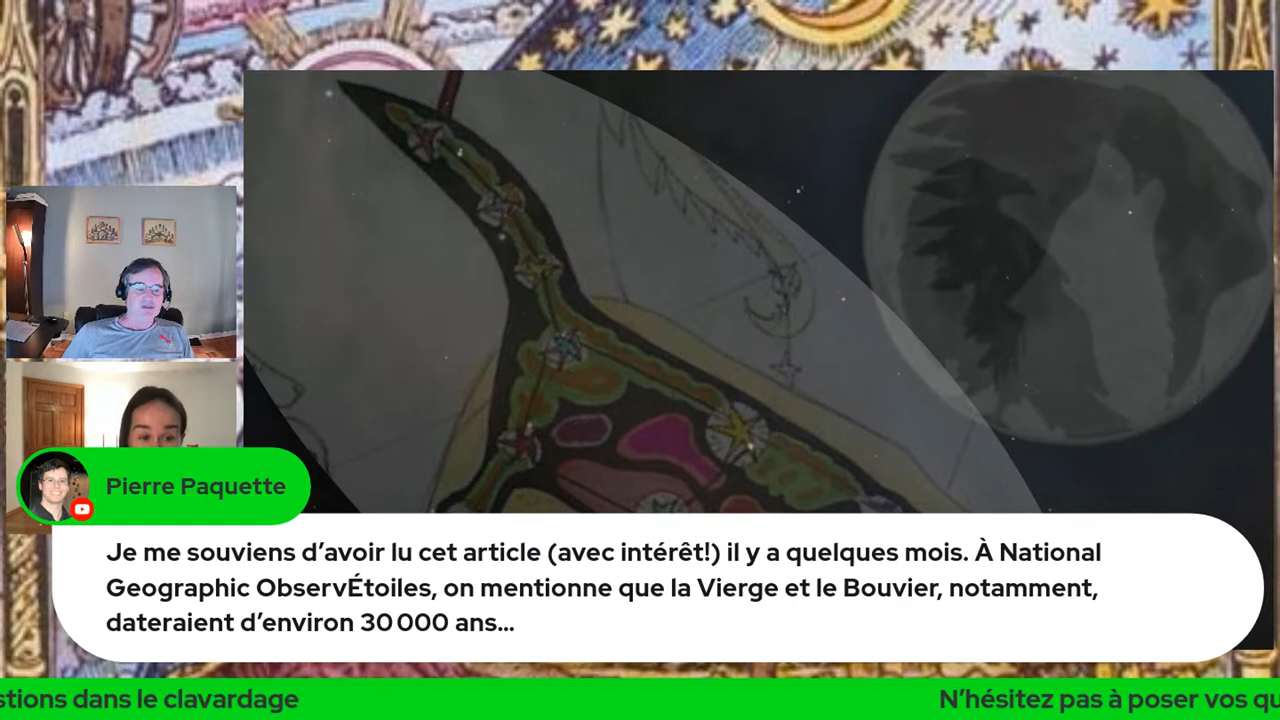 Pierre Paquette
Je me souviens d’avoir lu cet article (avec intérêt!) il y a quelques mois. À National
Geographic ObservÉtoiles, on mentionne que la Vierge et le Bouvier, notamment,
dateraient d’environ 30 000 ans...
stions dans le clavardage
N’hésitez pas à poser vos qu